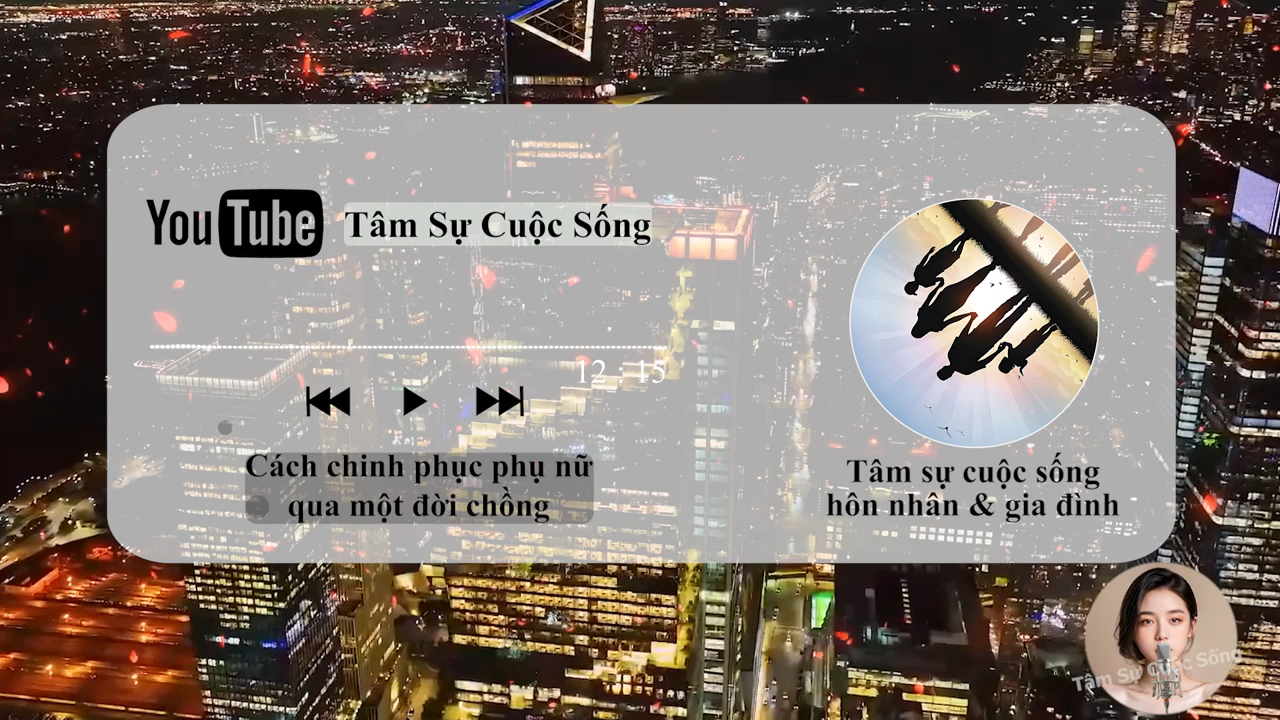 YouTube
Tâm Sự Cuộc Sống
12 : 15
Cách chinh phục phụ nữ
qua một đời chồng
Tâm sự cuộc sống
hôn nhân & gia đình
Tâm Sự Cuộc Sống